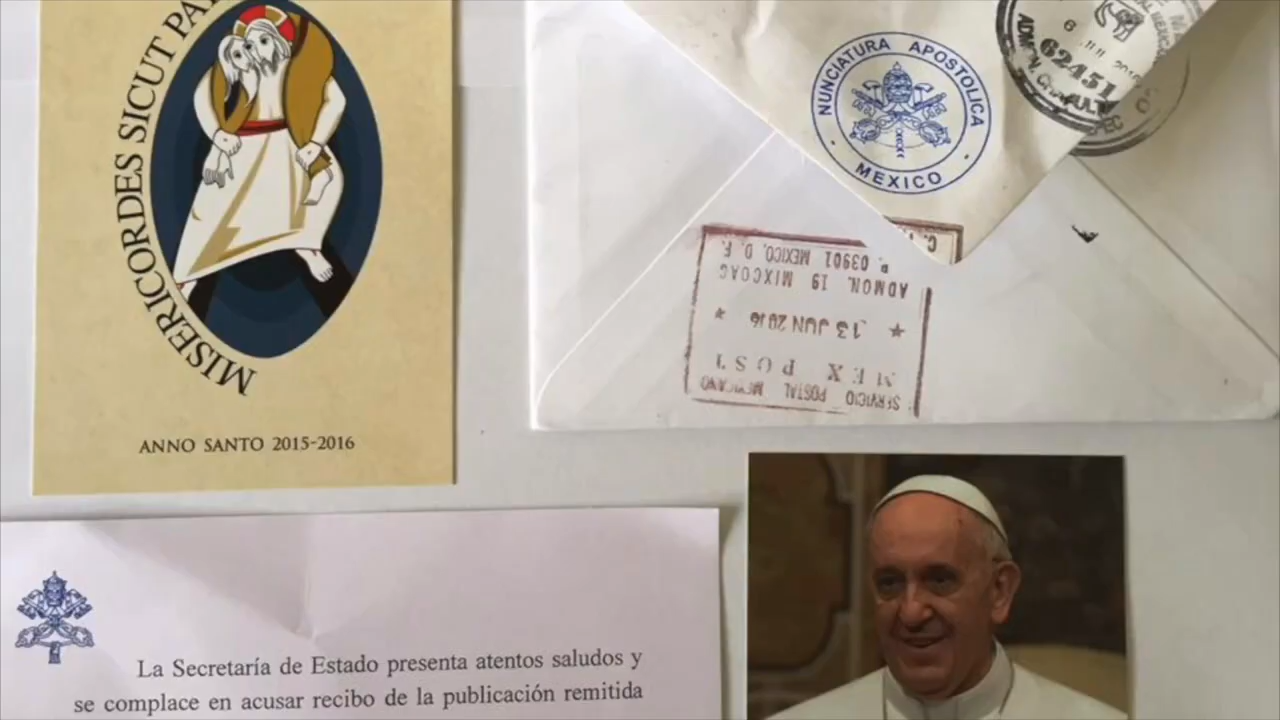 MISERICORDES SICUT PA
ANNO SANTO 2015-2016
NUNCIATURA APOSTOLICA
MEXICO
62451
ADMON. 19 MIXCOAC
P. 03901 MEXICO, D. F.
★ 13 JUN 2016 ★
MEX POST
SERVICIO POSTAL MEXICANO
La Secretaría de Estado presenta atentos saludos y
se complace en acusar recibo de la publicación remitida